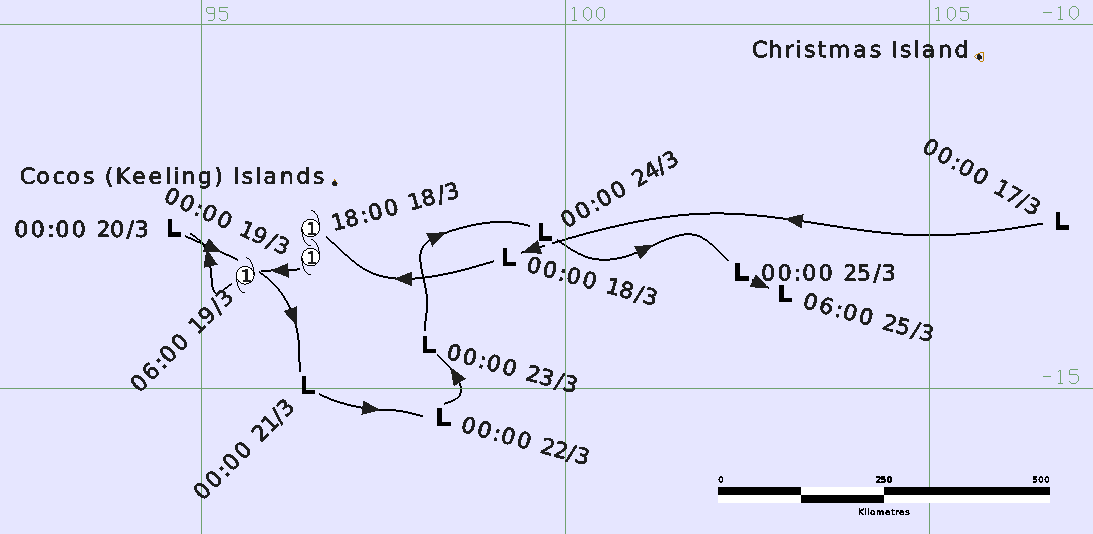 95
100
105
-10
Christmas Island
00:00 17/3
00:00 24/3
Cocos (Keeling) Islands
18:00 18/3
00:00 19/3
00:00 20/3
L
1
L
L
L
1
1
00:00 18/3
L
00:00 25/3
L
06:00 25/3
06:00 19/3
L
00:00 23/3
-15
L
00:00 21/3
L
00:00 22/3
0
250
500
Kilometres